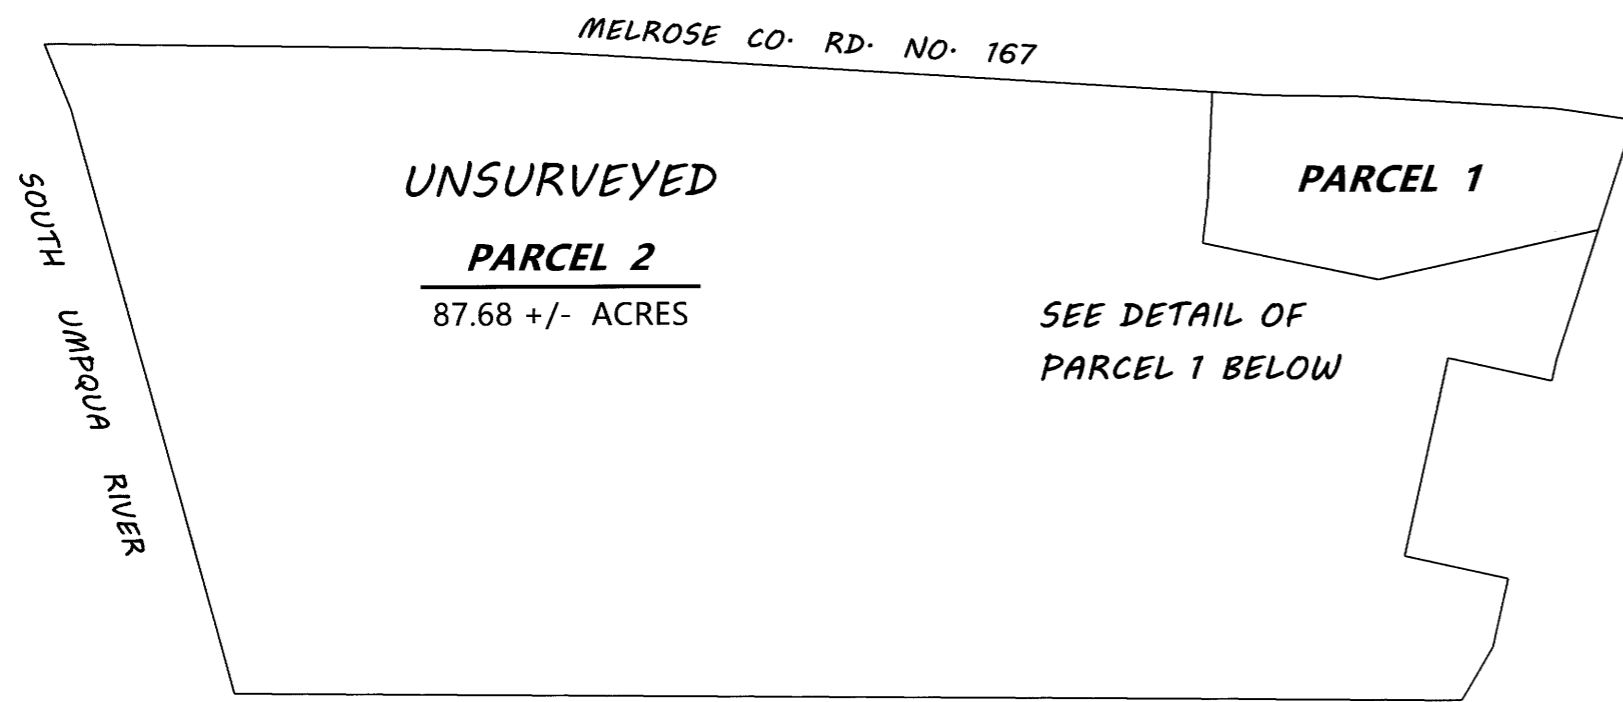 MELROSE CO. RD. NO. 167
UNSURVEYED
PARCEL 2
87.68 +/- ACRES
PARCEL 1
SEE DETAIL OF
PARCEL 1 BELOW
SOUTH UMPQUA RIVER